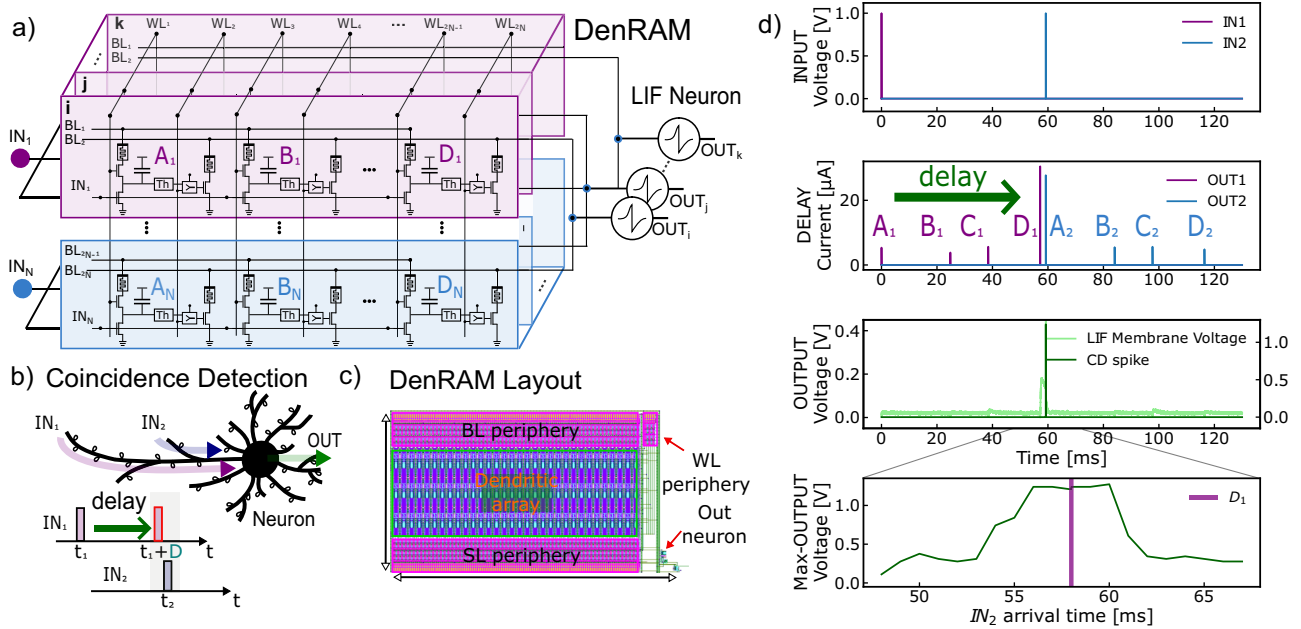 a)
DenRAM
k
WL₁ WL₂ WL₃ WL₄ ... WL₂N₋₁ WL₂N
BL₁
BL₂
j
i
BL₁
BL₂
IN₁
A₁ B₁ ... D₁
Th Th Th
IN₁
LIF Neuron
OUTₖ
OUTⱼ
OUTᵢ
BL₂N₋₁
BL₂N
IN_N
A_N B_N ... D_N
Th Th Th
IN_N
b) Coincidence Detection
IN₁
IN₂
OUT
Neuron
delay
IN₁
t₁ t₁+D t
IN₂
t₂ t
c) DenRAM Layout
BL periphery
Dendritic
array
SL periphery
WL
periphery
Out
neuron
d)
INPUT
Voltage [V]
1.0
0.5
0.0
IN1
IN2
0 20 40 60 80 100 120
DELAY
Current [µA]
20
0
delay
OUT1
OUT2
A₁ B₁ C₁ D₁ A₂ B₂ C₂ D₂
0 20 40 60 80 100 120
OUTPUT
Voltage [V]
0.4
0.2
0.0
LIF Membrane Voltage
CD spike
1.0
0.5
0.0
0 20 40 60 80 100 120
Time [ms]
Max-OUTPUT
Voltage [V]
1.0
0.5
0.0
D₁
50 55 60 65
IN₂ arrival time [ms]